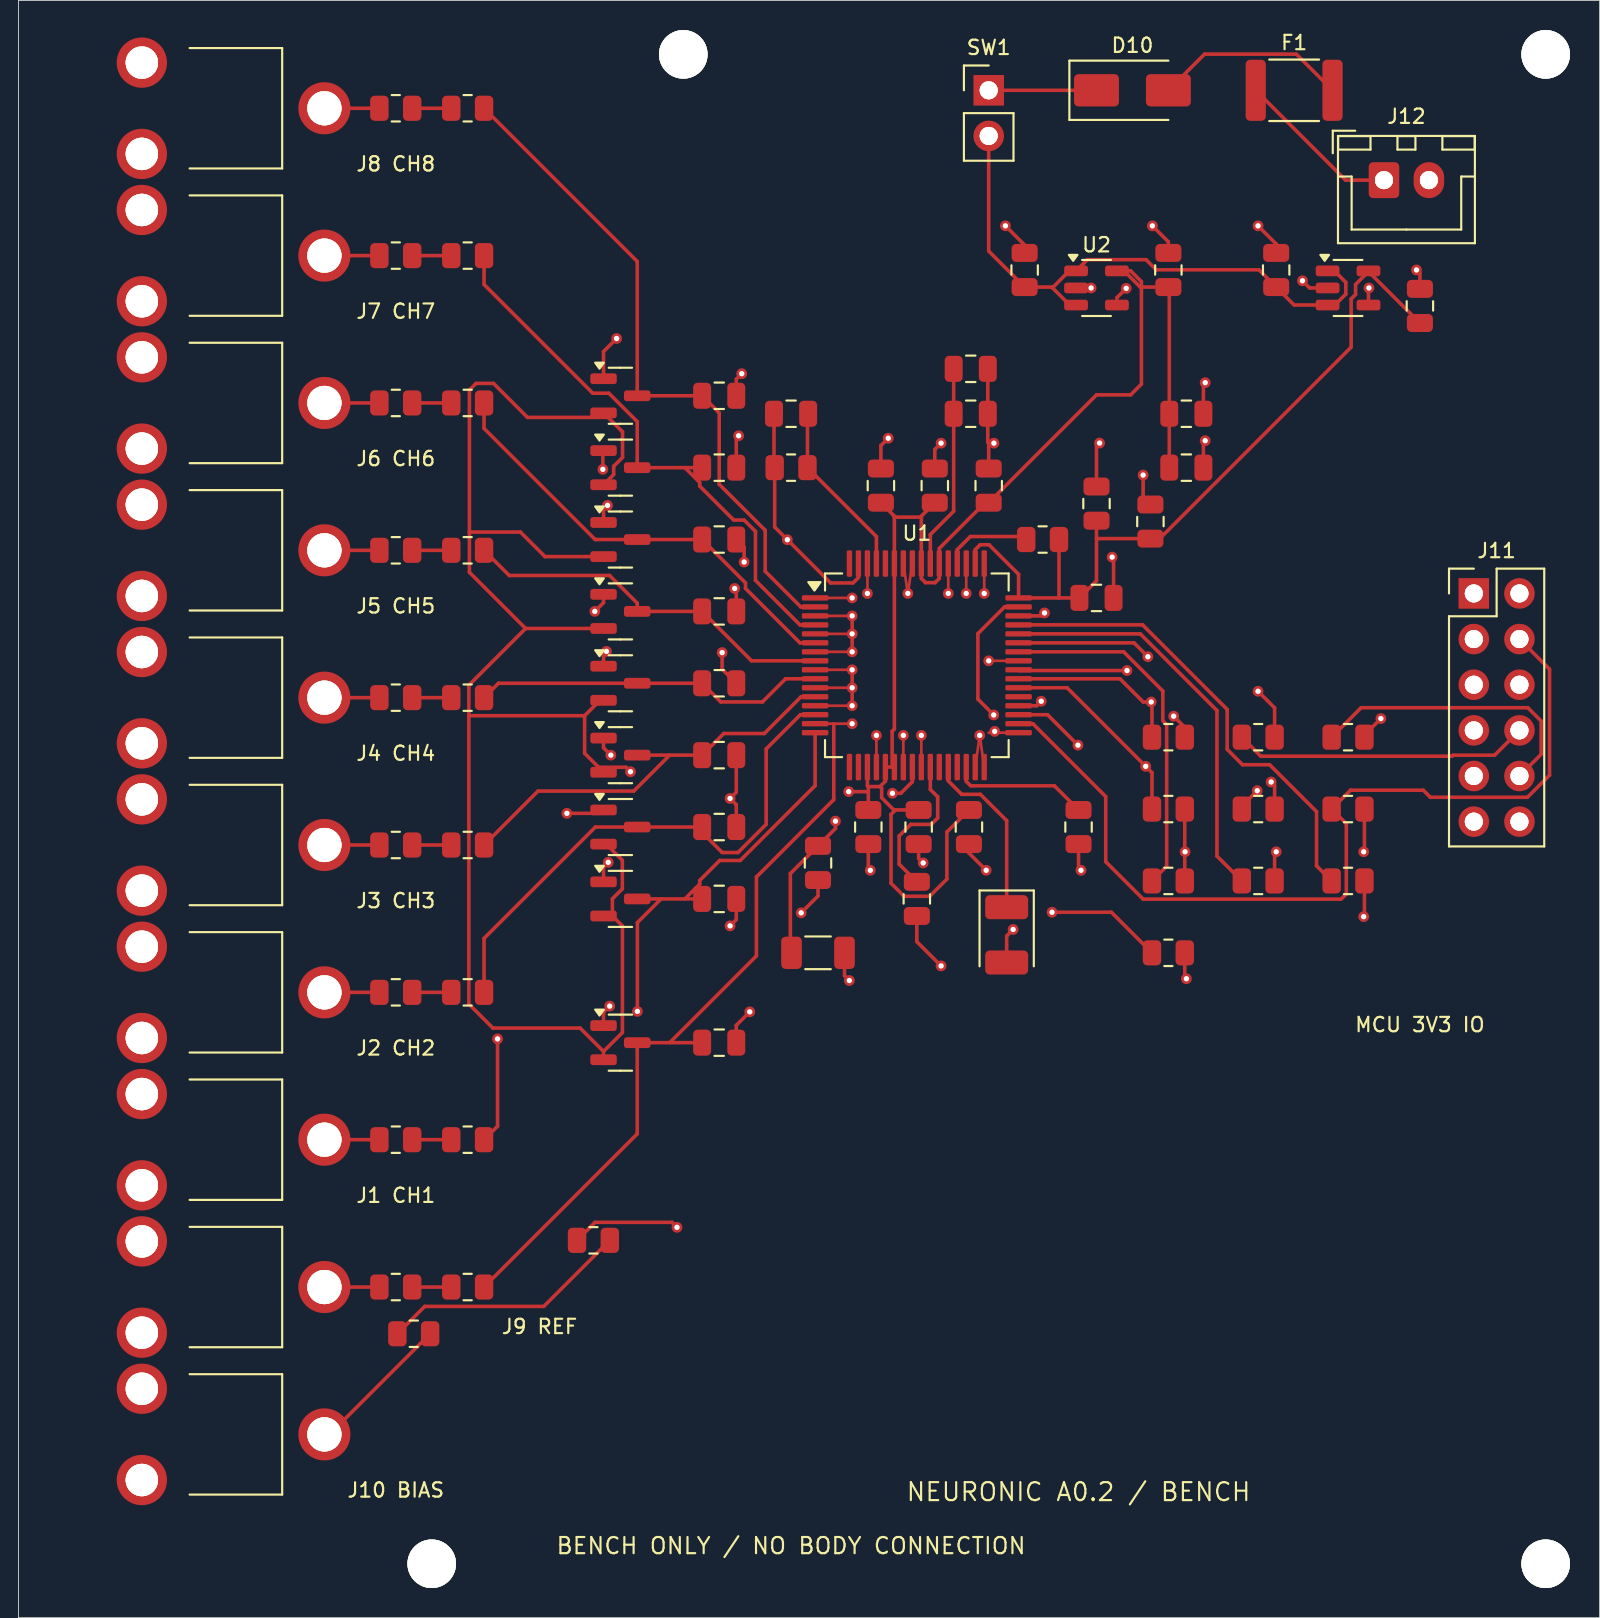 SW1
D10
F1
J12
J8 CH8
U2
J7 CH7
J6 CH6
U1
J11
J5 CH5
J4 CH4
J3 CH3
MCU 3V3 IO
J2 CH2
J1 CH1
J9 REF
J10 BIAS
NEURONIC A0.2 / BENCH
BENCH ONLY / NO BODY CONNECTION